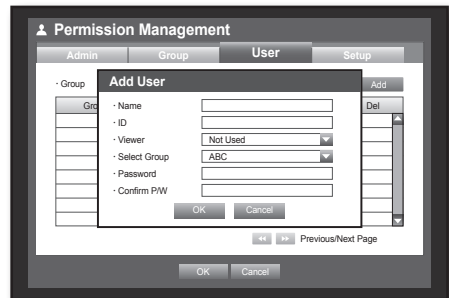 Permission Management
Admin Group User Setup
· Group Add
Del
Add User
· Name
· ID
· Viewer Not Used
· Select Group ABC
· Password
· Confirm P/W
OK Cancel
Previous/Next Page
OK Cancel